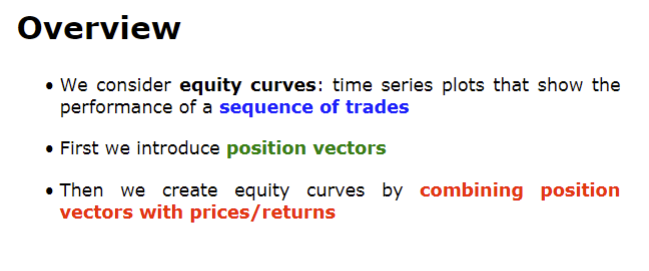 Overview
• We consider equity curves: time series plots that show the
performance of a sequence of trades
• First we introduce position vectors
• Then we create equity curves by combining position
vectors with prices/returns